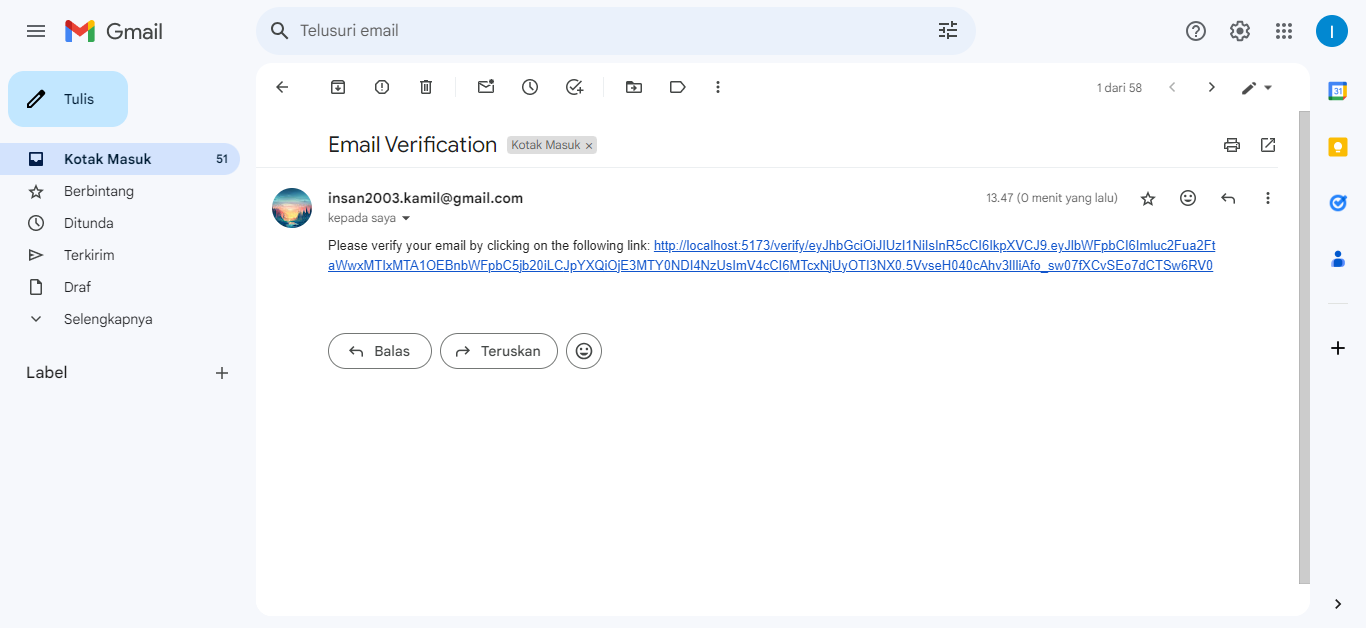 Gmail
Telusuri email
I
Tulis
1 dari 58
31
Email Verification
Kotak Masuk ×
Kotak Masuk 51
Berbintang
Ditunda
Terkirim
Draf
Selengkapnya
Label
insan2003.kamil@gmail.com
13.47 (0 menit yang lalu)
kepada saya
Please verify your email by clicking on the following link: http://localhost:5173/verify/eyJhbGciOiJIUzI1NiIsInR5cCI6IkpXVCJ9.eyJlbWFpbCI6Imluc2Fua2Ft
aWwxMTIxMTA1OEBnbWFpbC5jb20iLCJpYXQiOjE3MTY0NDI4NzUsImV4cCI6MTcxNjUyOTI3NX0.5VvseH040cAhv3IlliAfo_sw07fXCvSEo7dCTSw6RV0
Balas
Teruskan